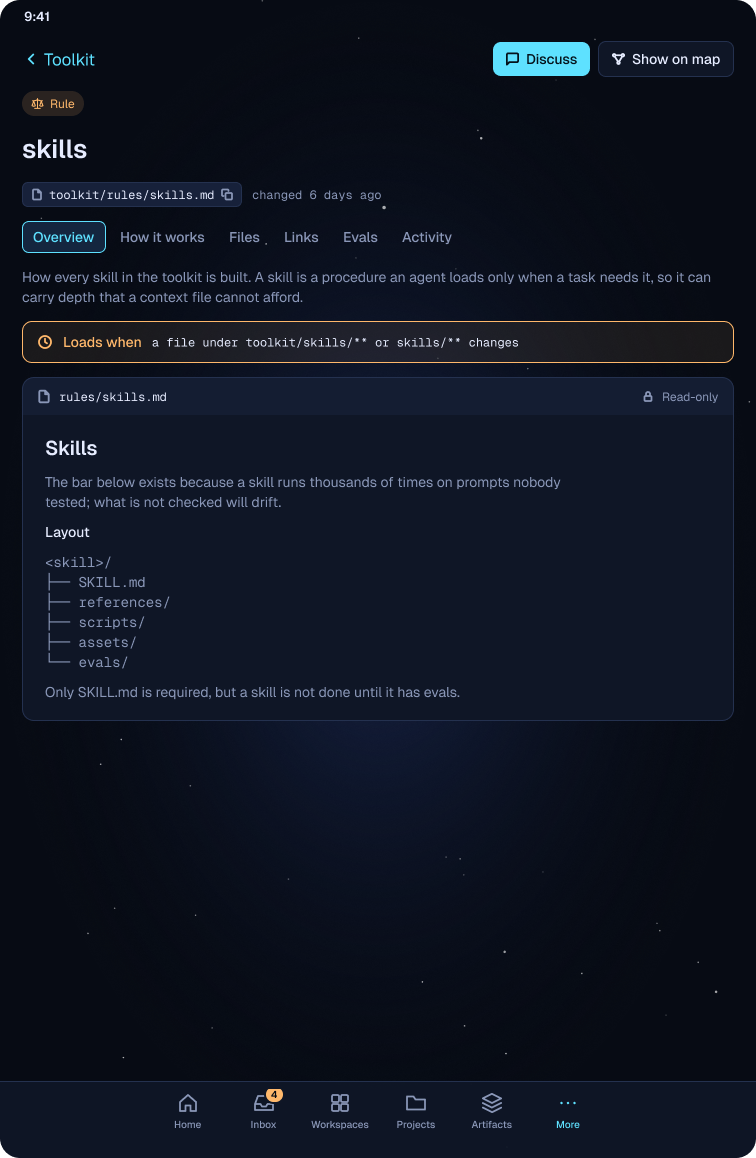 9:41
Toolkit
Discuss
Show on map
Rule
skills
toolkit/rules/skills.md
changed 6 days ago
Overview
How it works
Files
Links
Evals
Activity
How every skill in the toolkit is built. A skill is a procedure an agent loads only when a task needs it, so it can
carry depth that a context file cannot afford.
Loads when a file under toolkit/skills/** or skills/** changes
rules/skills.md
Read-only
Skills
The bar below exists because a skill runs thousands of times on prompts nobody
tested; what is not checked will drift.
Layout
<skill>/
├── SKILL.md
├── references/
├── scripts/
├── assets/
└── evals/
Only SKILL.md is required, but a skill is not done until it has evals.
Home
4
Inbox
Workspaces
Projects
Artifacts
More